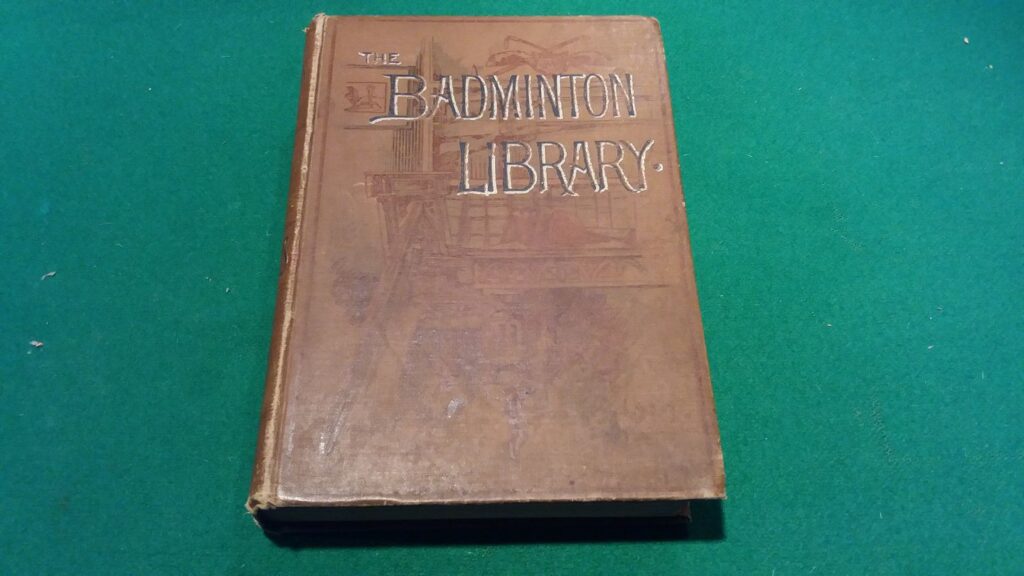 THE
BADMINTON
LIBRARY.